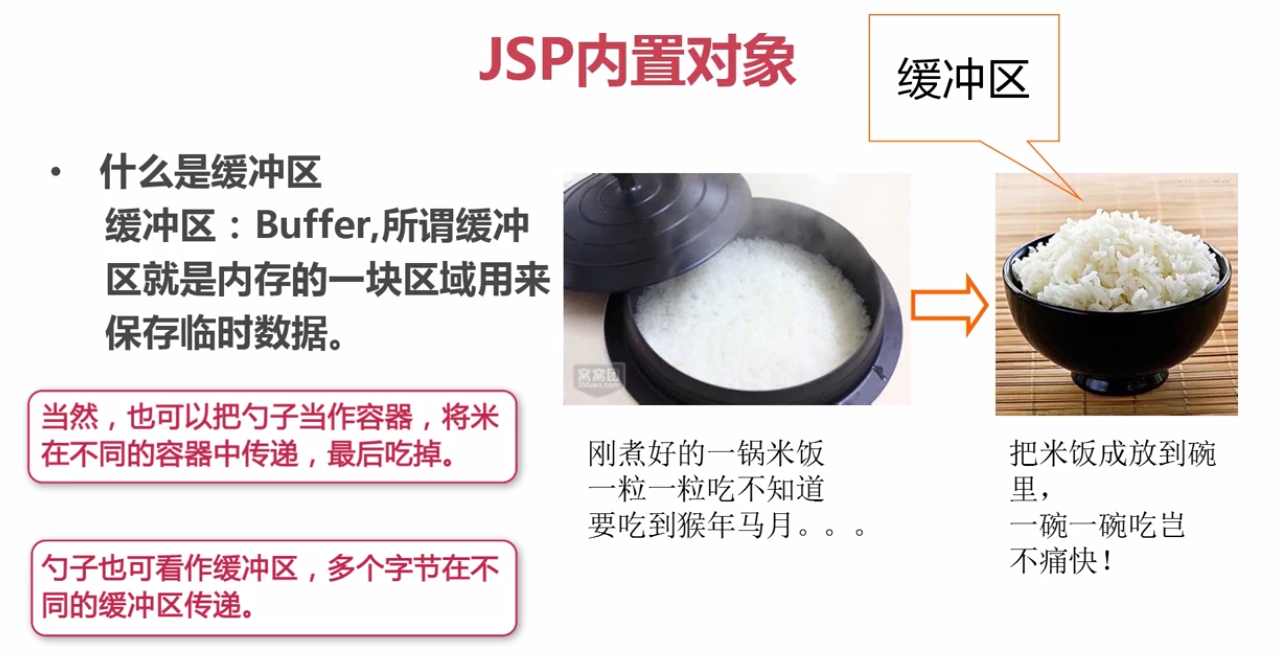 JSP内置对象
缓冲区
• 什么是缓冲区
缓冲区：Buffer,所谓缓冲
区就是内存的一块区域用来
保存临时数据。
当然，也可以把勺子当作容器，将米
在不同的容器中传递，最后吃掉。
勺子也可看作缓冲区，多个字节在不
同的缓冲区传递。
窝窝团
刚煮好的一锅米饭
一粒一粒吃不知道
要吃到猴年马月。。。
把米饭成放到碗
里，
一碗一碗吃岂
不痛快！